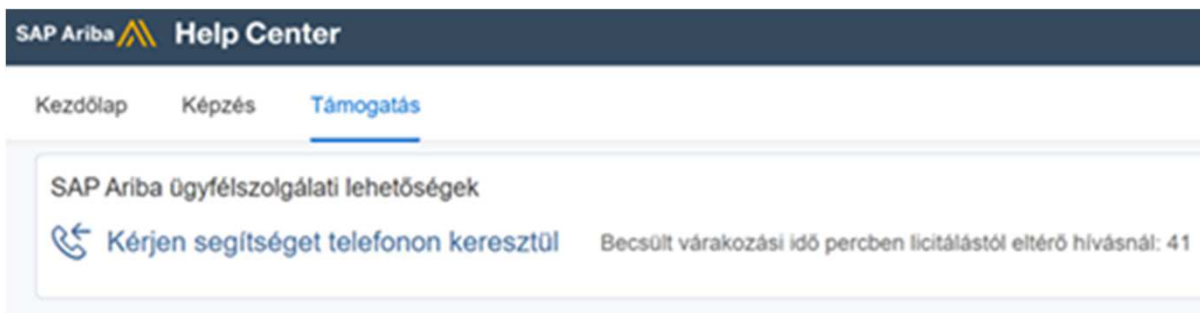 SAP Ariba Help Center
Kezdőlap Képzés Támogatás
SAP Ariba ügyfélszolgálati lehetőségek
Kérjen segítséget telefonon keresztül Becsült várakozási idő percben licitálástól eltérő hívásnál: 41